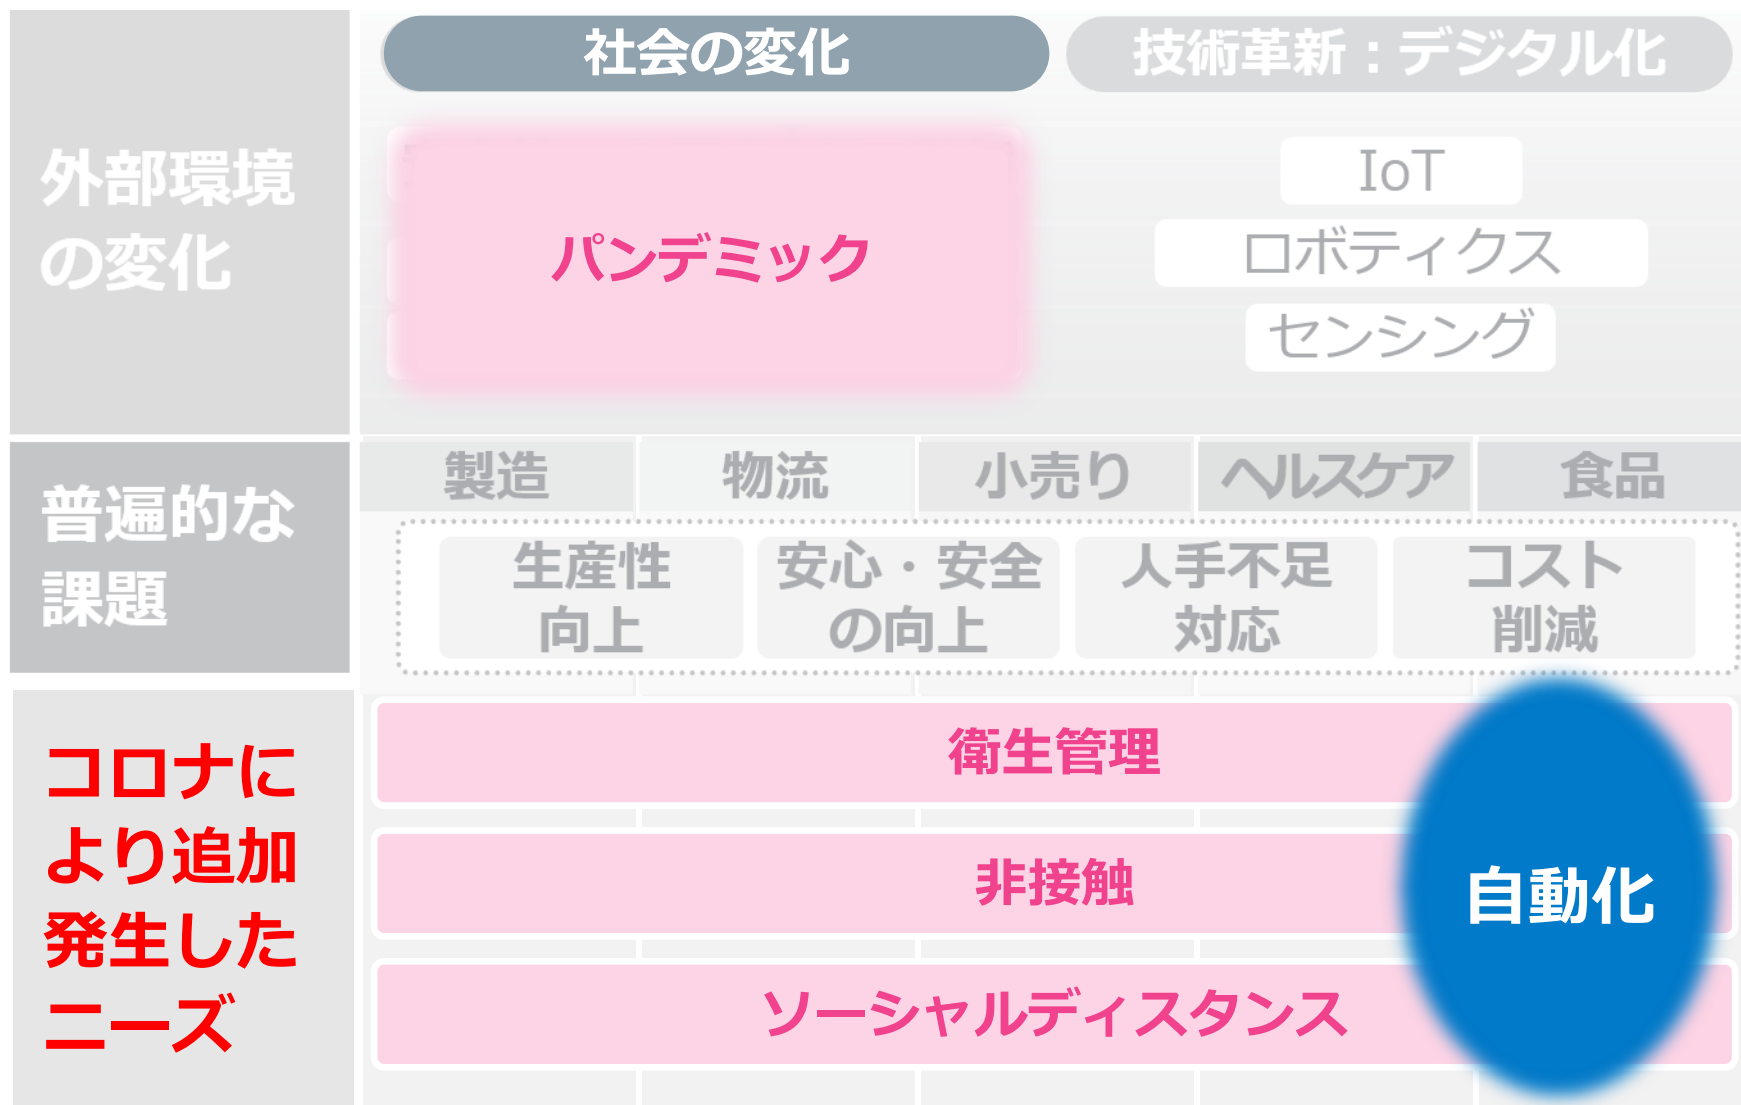 社会の変化
技術革新：デジタル化
外部環境
の変化
パンデミック
IoT
ロボティクス
センシング
普遍的な
課題
製造
物流
小売り
ヘルスケア
食品
生産性
向上
安心・安全
の向上
人手不足
対応
コスト
削減
コロナに
より追加
発生した
ニーズ
衛生管理
非接触
ソーシャルディスタンス
自動化